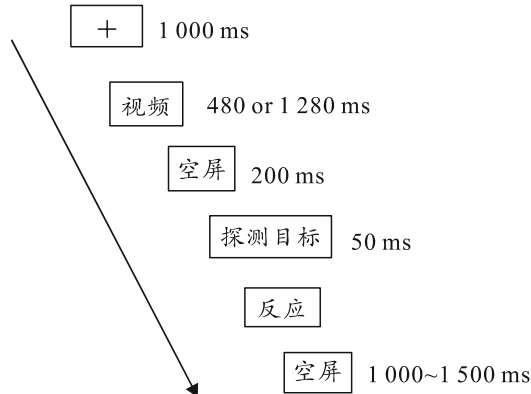 + 1 000 ms
视频 480 or 1 280 ms
空屏 200 ms
探测目标 50 ms
反应
空屏 1 000~1 500 ms